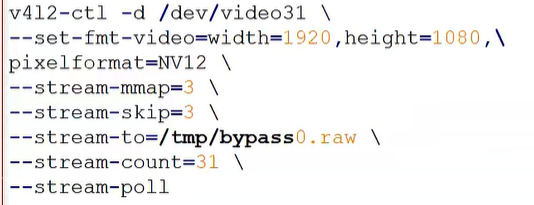 v4l2-ctl -d /dev/video31 \
--set-fmt-video=width=1920,height=1080,\
pixelformat=NV12 \
--stream-mmap=3 \
--stream-skip=3 \
--stream-to=/tmp/bypass0.raw \
--stream-count=31 \
--stream-poll